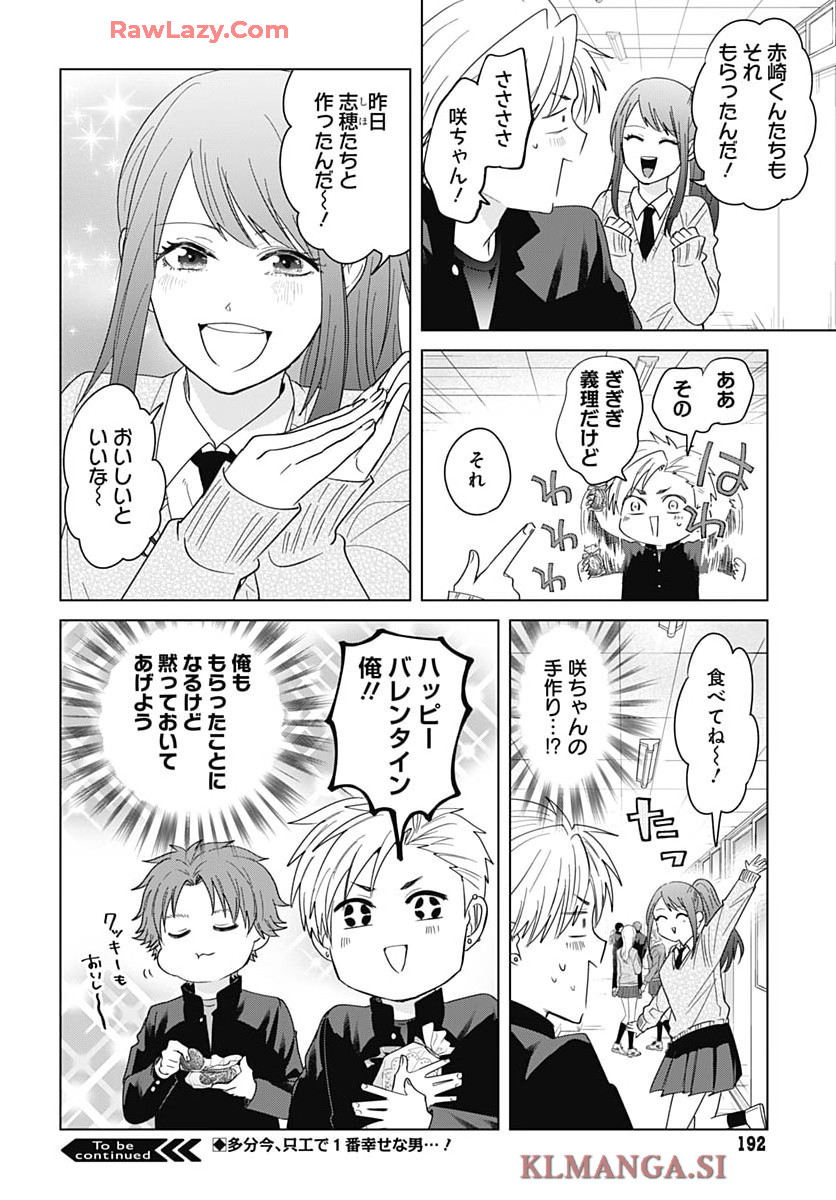 RawLazy.Com
赤崎くんたちも
それ
もらったんだ!
ささささ
咲ちゃん!
昨日
志穂たちと
作ったんだ〜!
しほ
おいしいと
いいな〜
ああ
その
ぎぎぎ
義理だけど
それ
はわわ
わわ
食べてね〜!
咲ちゃんの
手作り…!?
たたっ
ハッピー
バレンタイン
俺!!
俺も
もらったことに
なるけど
黙っておいて
あげよう
クッキーも
おいし〜
To be
continued
◆多分今、只工で1番幸せな男…!
192
KLMANGA.SI